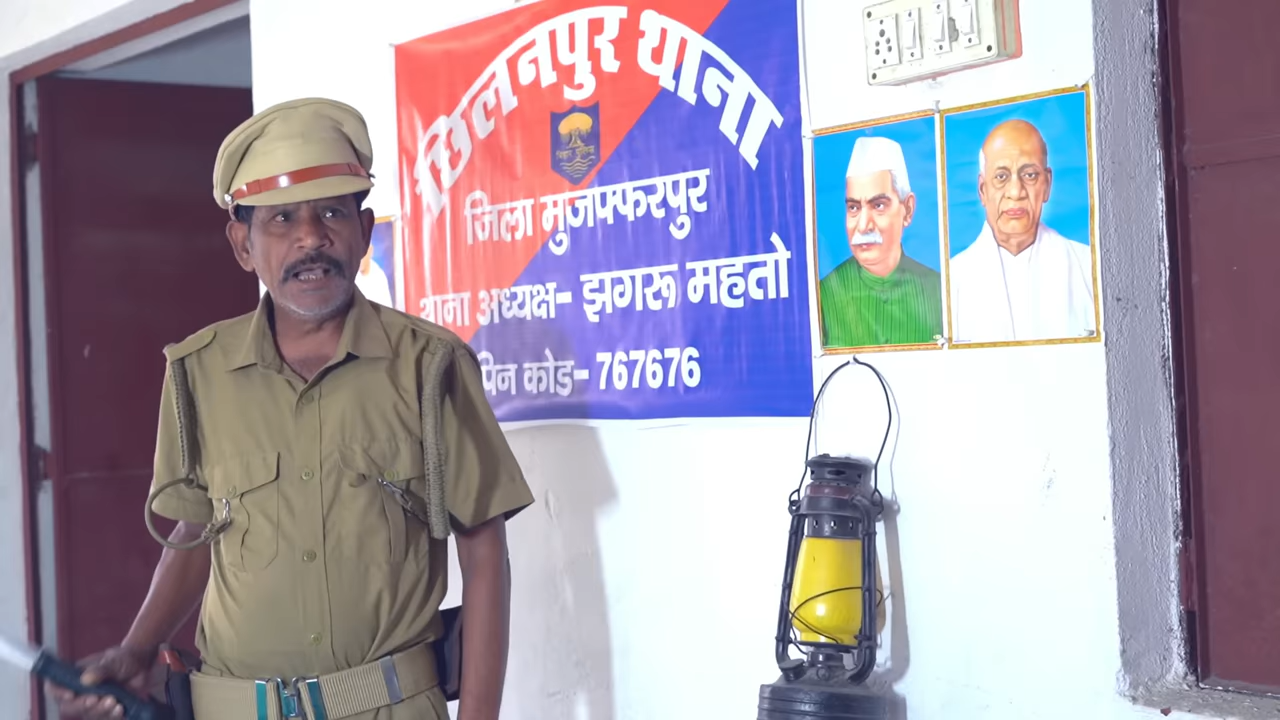 छिलनपुर थाना
बिहार पुलिस
जिला मुजफ्फरपुर
थाना अध्यक्ष- झगरू महतो
पिन कोड- 767676